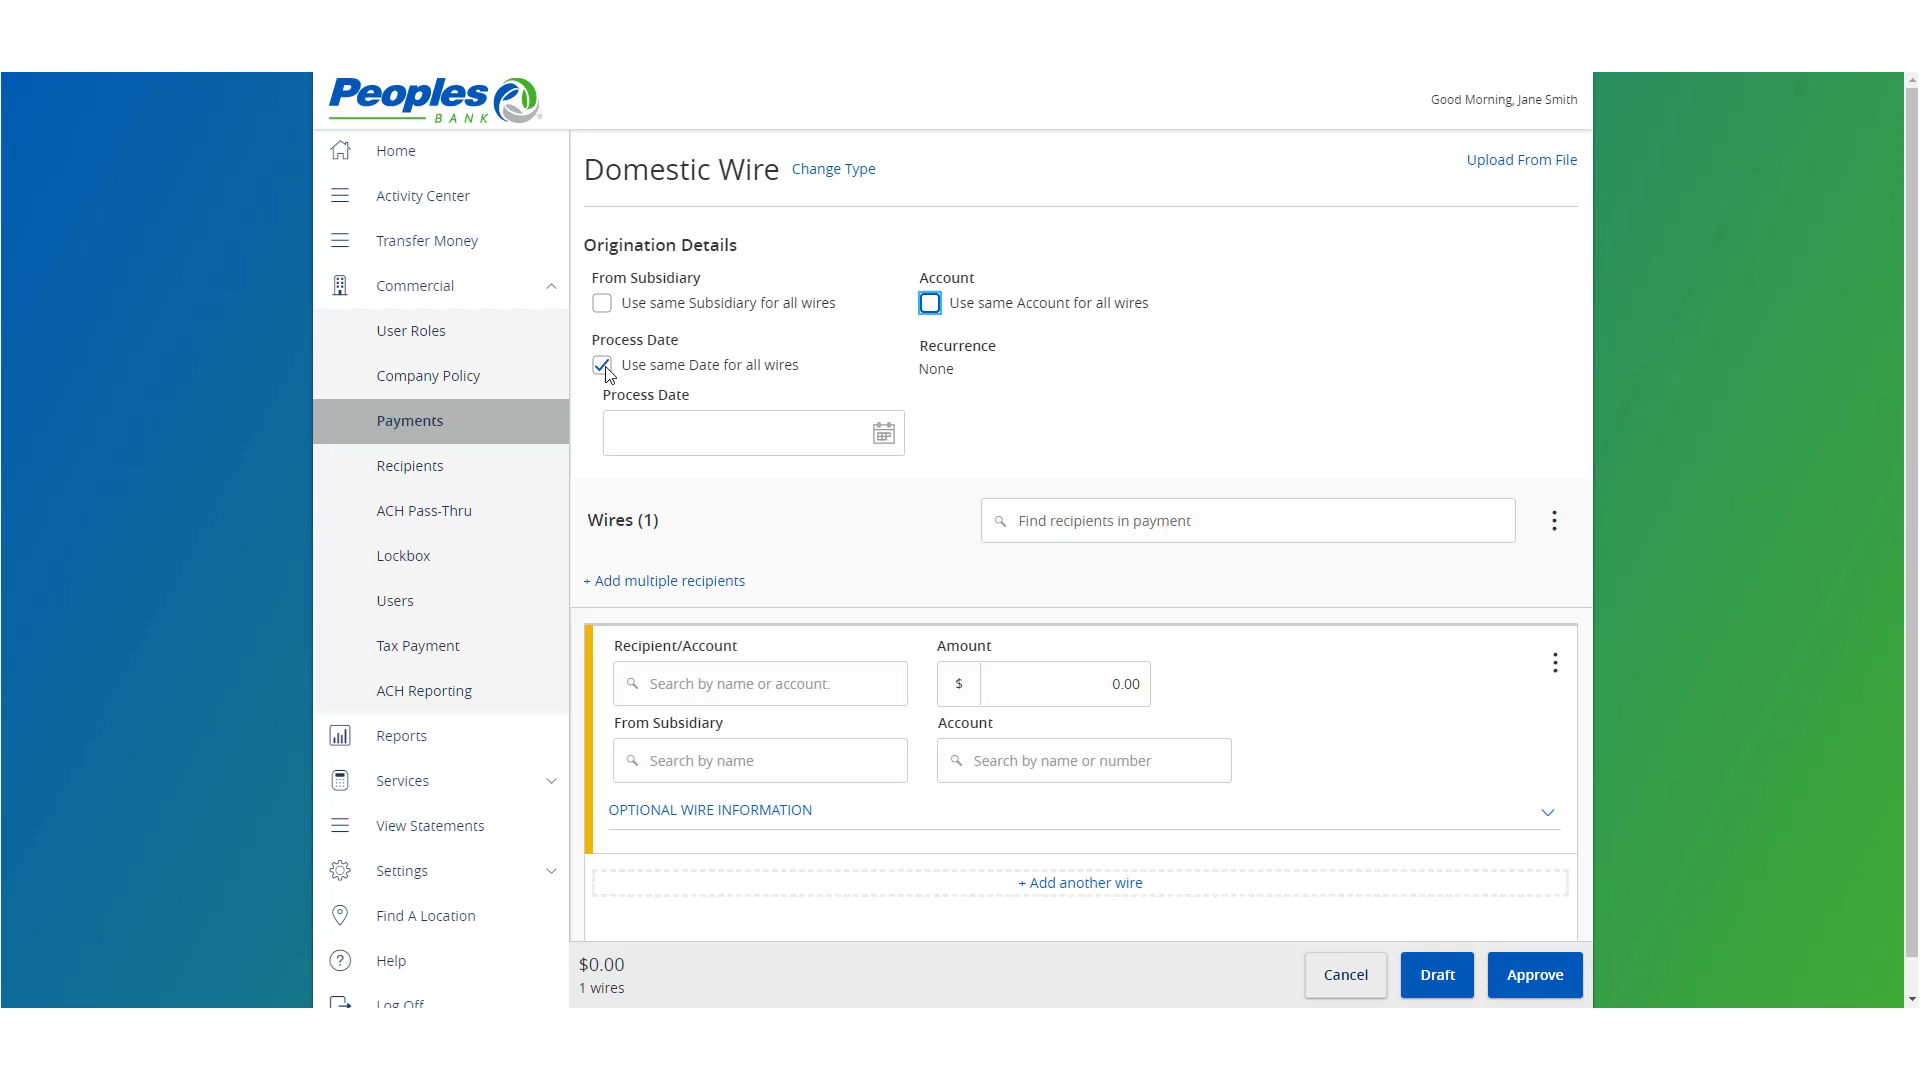 Peoples
BANK
Good Morning, Jane Smith
Home
Activity Center
Transfer Money
Commercial
User Roles
Company Policy
Payments
Recipients
ACH Pass-Thru
Lockbox
Users
Tax Payment
ACH Reporting
Reports
Services
View Statements
Settings
Find A Location
Help
Log Off
Domestic Wire Change Type
Upload From File
Origination Details
From Subsidiary
Use same Subsidiary for all wires
Account
Use same Account for all wires
Process Date
Use same Date for all wires
Process Date
Recurrence
None
Wires (1)
Find recipients in payment
+ Add multiple recipients
Recipient/Account
Search by name or account.
Amount
$ 0.00
From Subsidiary
Search by name
Account
Search by name or number
OPTIONAL WIRE INFORMATION
+ Add another wire
$0.00
1 wires
Cancel
Draft
Approve